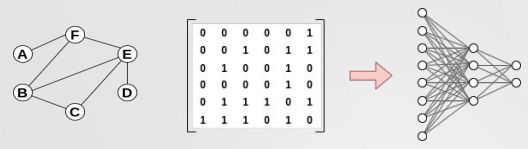 F
A
E
B
D
C
0 0 0 0 0 1
0 0 1 0 1 1
0 1 0 0 1 0
0 0 0 0 1 0
0 1 1 1 0 1
1 1 1 0 1 0